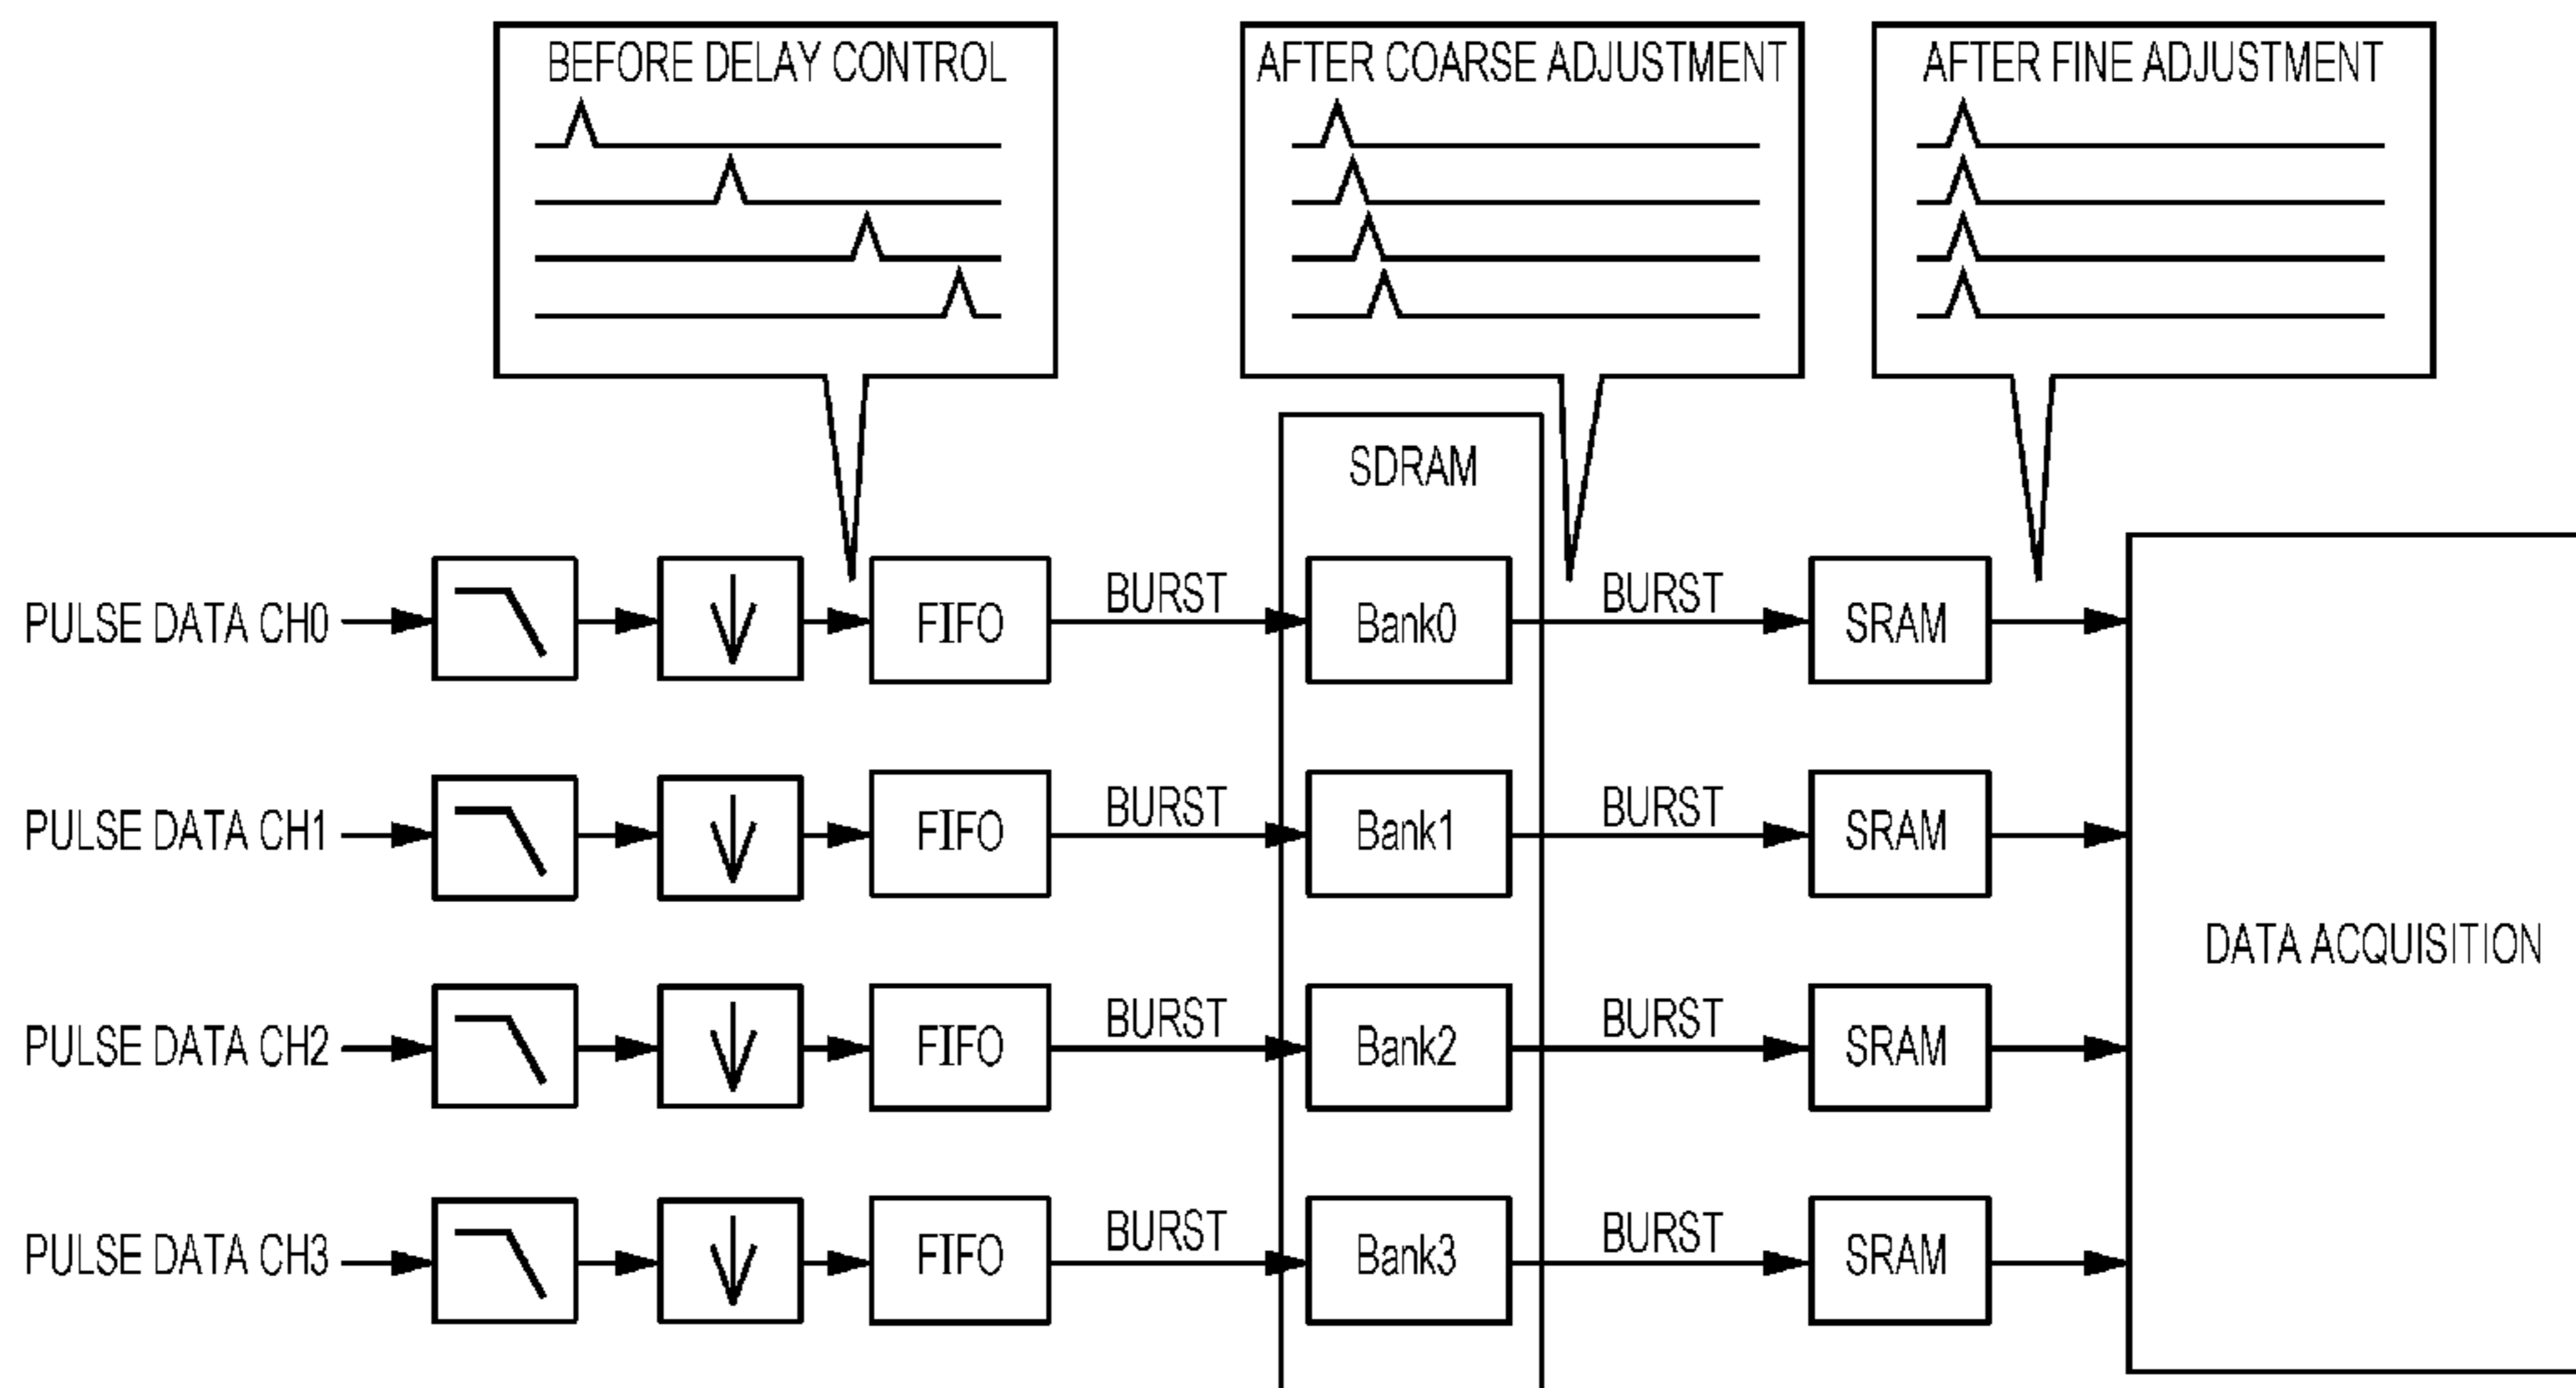 BEFORE DELAY CONTROL
AFTER COARSE ADJUSTMENT
AFTER FINE ADJUSTMENT
SDRAM
PULSE DATA CH0
FIFO
BURST
Bank0
BURST
SRAM
PULSE DATA CH1
FIFO
BURST
Bank1
BURST
SRAM
DATA ACQUISITION
PULSE DATA CH2
FIFO
BURST
Bank2
BURST
SRAM
PULSE DATA CH3
FIFO
BURST
Bank3
BURST
SRAM